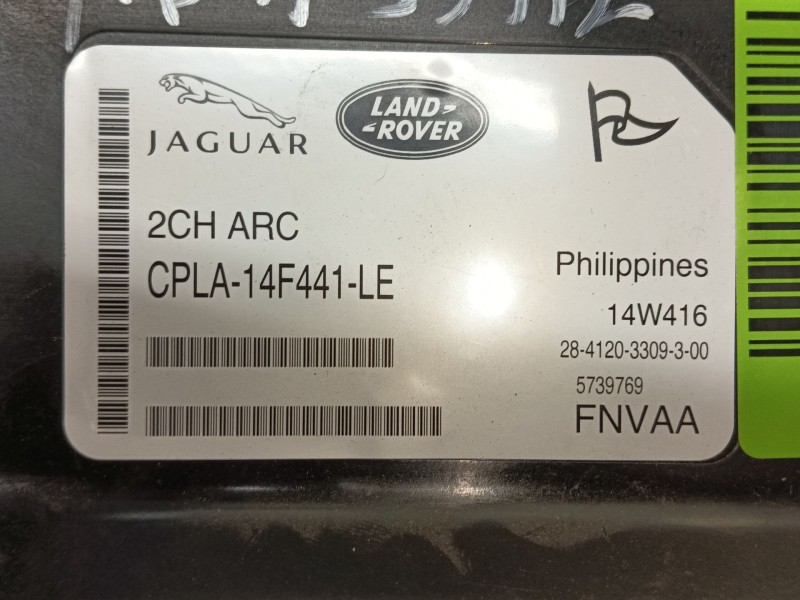 JAGUAR
LAND-
-ROVER
2CH ARC
CPLA-14F441-LE
Philippines
14W416
28-4120-3309-3-00
5739769
FNVAA